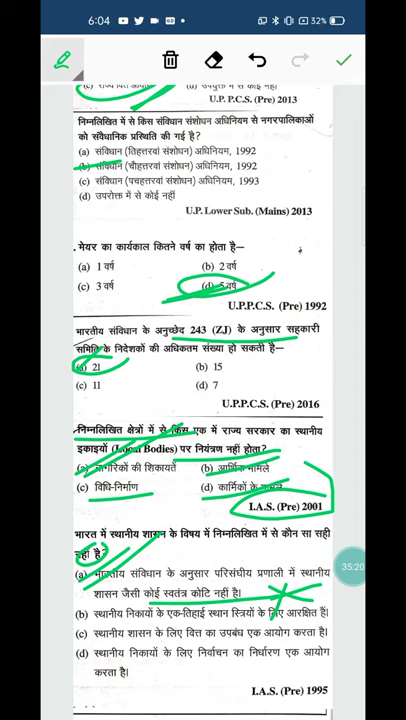 6:04
32%
(c) राज्य वित्त आयोग (d) उपर्युक्त में से कोई नहीं
U.P. P.C.S. (Pre) 2013
निम्नलिखित में से किस संविधान संशोधन अधिनियम से नगरपालिकाओं
को संवैधानिक प्रस्थिति की गई है?
(a) संविधान (तिहत्तरवां संशोधन) अधिनियम, 1992
(b) संविधान (चौहत्तरवां संशोधन) अधिनियम, 1992
(c) संविधान (पचहत्तरवां संशोधन) अधिनियम, 1993
(d) उपरोक्त में से कोई नहीं
U.P. Lower Sub. (Mains) 2013
. मेयर का कार्यकाल कितने वर्ष का होता है—
(a) 1 वर्ष (b) 2 वर्ष
(c) 3 वर्ष (d) 5 वर्ष
U.P.P.C.S. (Pre) 1992
भारतीय संविधान के अनुच्छेद 243 (ZJ) के अनुसार सहकारी
समिति के निदेशकों की अधिकतम संख्या हो सकती है—
(a) 21 (b) 15
(c) 11 (d) 7
U.P.P.C.S. (Pre) 2016
निम्नलिखित क्षेत्रों में से किस एक में राज्य सरकार का स्थानीय
इकाइयों (Local Bodies) पर नियंत्रण नहीं होता?
(a) नागरिकों की शिकायतें (b) आर्थिक मामले
(c) विधि-निर्माण (d) कार्मिकों के मामले
I.A.S. (Pre) 2001
भारत में स्थानीय शासन के विषय में निम्नलिखित में से कौन सा सही
नहीं है?
(a) भारतीय संविधान के अनुसार परिसंघीय प्रणाली में स्थानीय
शासन जैसी कोई स्वतंत्र कोटि नहीं है।
35:20
(b) स्थानीय निकायों के एक-तिहाई स्थान स्त्रियों के लिए आरक्षित हैं।
(c) स्थानीय शासन के लिए वित्त का उपबंध एक आयोग करता है।
(d) स्थानीय निकायों के लिए निर्वाचन का निर्धारण एक आयोग
करता है।
I.A.S. (Pre) 1995